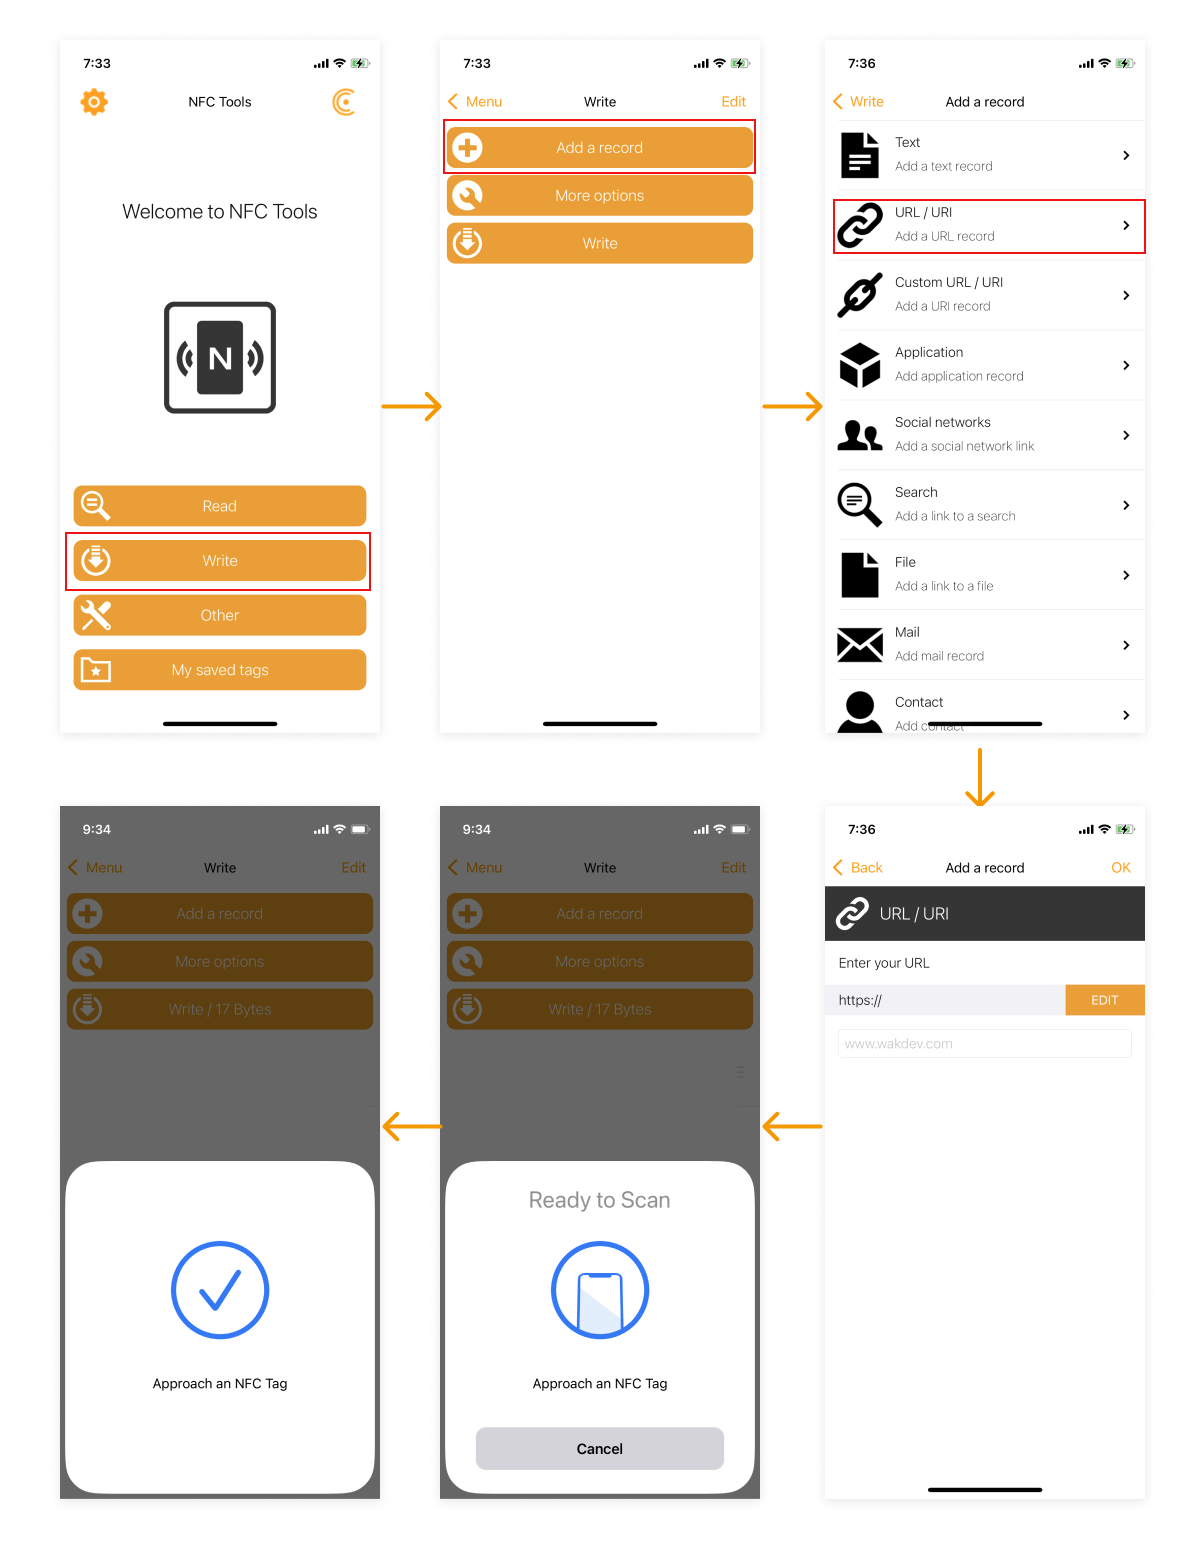 7:33
NFC Tools
Welcome to NFC Tools
N
Read
Write
Other
My saved tags
7:33
Menu
Write
Edit
Add a record
More options
Write
7:36
Write
Add a record
Text
Add a text record
URL / URI
Add a URL record
Custom URL / URI
Add a URI record
Application
Add application record
Social networks
Add a social network link
Search
Add a link to a search
File
Add a link to a file
Mail
Add mail record
Contact
Add contact
7:36
Back
Add a record
OK
URL / URI
Enter your URL
https://
EDIT
www.wakdev.com
9:34
Menu
Write
Edit
Add a record
More options
Write / 17 Bytes
Ready to Scan
Approach an NFC Tag
Cancel
9:34
Menu
Write
Edit
Add a record
More options
Write / 17 Bytes
Approach an NFC Tag